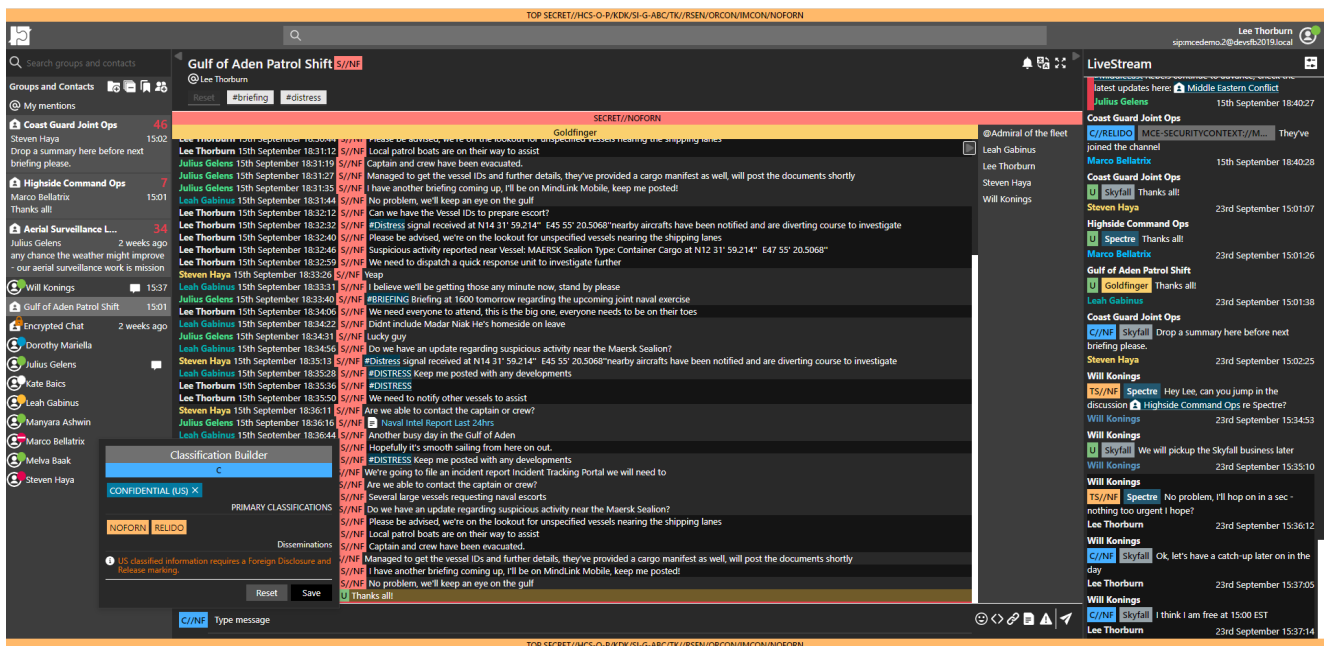 TOP SECRET//HCS-O-P/KDK/SI-G-ABC/TK//RSEN/ORCON/IMCON/NOFORN
Lee Thorburn
sip:mcedemo.2@devsfb2019.local
Search groups and contacts
Groups and Contacts
My mentions
Coast Guard Joint Ops 46
Steven Haya 15:02
Drop a summary here before next
briefing please.
Highside Command Ops 7
Marco Bellatrix 15:01
Thanks all!
Aerial Surveillance L... 34
Julius Gelens 2 weeks ago
any chance the weather might improve
- our aerial surveillance work is mission
Will Konings 15:37
Gulf of Aden Patrol Shift 15:01
Encrypted Chat 2 weeks ago
Dorothy Mariella
Julius Gelens
Kate Baics
Leah Gabinus
Manyara Ashwin
Marco Bellatrix
Melva Baak
Steven Haya
Gulf of Aden Patrol Shift S//NF
@ Lee Thorburn
Reset #briefing #distress
SECRET//NOFORN
Goldfinger
Lee Thorburn 15th September 18:30:44 S//NF Please be advised, we're on the lookout for unspecified vessels nearing the shipping lanes
Lee Thorburn 15th September 18:31:12 S//NF Local patrol boats are on their way to assist
Julius Gelens 15th September 18:31:19 S//NF Captain and crew have been evacuated.
Julius Gelens 15th September 18:31:27 S//NF Managed to get the vessel IDs and further details, they've provided a cargo manifest as well, will post the documents shortly
Julius Gelens 15th September 18:31:35 S//NF I have another briefing coming up, I'll be on MindLink Mobile, keep me posted!
Leah Gabinus 15th September 18:31:44 S//NF No problem, we'll keep an eye on the gulf
Lee Thorburn 15th September 18:32:12 S//NF Can we have the Vessel IDs to prepare escort?
Lee Thorburn 15th September 18:32:32 S//NF #Distress signal received at N14 31' 59.214" E45 55' 20.5068"nearby aircrafts have been notified and are diverting course to investigate
Lee Thorburn 15th September 18:32:40 S//NF Please be advised, we're on the lookout for unspecified vessels nearing the shipping lanes
Lee Thorburn 15th September 18:32:46 S//NF Suspicious activity reported near Vessel: MAERSK Sealion Type: Container Cargo at N12 31' 59.214" E47 55' 20.5068"
Lee Thorburn 15th September 18:32:59 S//NF We need to dispatch a quick response unit to investigate further
Steven Haya 15th September 18:33:26 S//NF Yeap
Leah Gabinus 15th September 18:33:31 S//NF I believe we'll be getting those any minute now, stand by please
Julius Gelens 15th September 18:33:40 S//NF #BRIEFING Briefing at 1600 tomorrow regarding the upcoming joint naval exercise
Lee Thorburn 15th September 18:34:06 S//NF We need everyone to attend, this is the big one, everyone needs to be on their toes
Leah Gabinus 15th September 18:34:22 S//NF Didnt include Madar Niak He's homeside on leave
Julius Gelens 15th September 18:34:31 S//NF Lucky guy
Leah Gabinus 15th September 18:34:56 S//NF Do we have an update regarding suspicious activity near the Maersk Sealion?
Steven Haya 15th September 18:35:13 S//NF #Distress signal received at N14 31' 59.214" E45 55' 20.5068"nearby aircrafts have been notified and are diverting course to investigate
Leah Gabinus 15th September 18:35:28 S//NF #DISTRESS Keep me posted with any developments
Lee Thorburn 15th September 18:35:36 S//NF #DISTRESS
Lee Thorburn 15th September 18:35:50 S//NF We need to notify other vessels to assist
Steven Haya 15th September 18:36:11 S//NF Are we able to contact the captain or crew?
Julius Gelens 15th September 18:36:16 S//NF Naval Intel Report Last 24hrs
Leah Gabinus 15th September 18:36:44 S//NF Another busy day in the Gulf of Aden
S//NF Hopefully it's smooth sailing from here on out.
S//NF #DISTRESS Keep me posted with any developments
S//NF We're going to file an incident report Incident Tracking Portal we will need to
S//NF Are we able to contact the captain or crew?
S//NF Several large vessels requesting naval escorts
S//NF Do we have an update regarding suspicious activity near the Maersk Sealion?
S//NF Please be advised, we're on the lookout for unspecified vessels nearing the shipping lanes
S//NF Local patrol boats are on their way to assist
S//NF Captain and crew have been evacuated.
S//NF Managed to get the vessel IDs and further details, they've provided a cargo manifest as well, will post the documents shortly
S//NF I have another briefing coming up, I'll be on MindLink Mobile, keep me posted!
S//NF No problem, we'll keep an eye on the gulf
U Thanks all!
C//NF Type message
Classification Builder
C
CONFIDENTIAL (US) ×
PRIMARY CLASSIFICATIONS
NOFORN RELIDO
Disseminations
US classified information requires a Foreign Disclosure and
Release marking.
Reset Save
@Admiral of the fleet
Leah Gabinus
Lee Thorburn
Steven Haya
Will Konings
LiveStream
latest updates here: Middle Eastern Conflict
Julius Gelens 15th September 18:40:27
Coast Guard Joint Ops
C//RELIDO MCE-SECURITYCONTEXT://M... They've
joined the channel
Marco Bellatrix 15th September 18:40:28
Coast Guard Joint Ops
U Skyfall Thanks all!
Steven Haya 23rd September 15:01:07
Highside Command Ops
U Spectre Thanks all!
Marco Bellatrix 23rd September 15:01:26
Gulf of Aden Patrol Shift
U Goldfinger Thanks all!
Leah Gabinus 23rd September 15:01:38
Coast Guard Joint Ops
C//NF Skyfall Drop a summary here before next
briefing please.
Steven Haya 23rd September 15:02:25
Will Konings
TS//NF Spectre Hey Lee, can you jump in the
discussion Highside Command Ops re Spectre?
Will Konings 23rd September 15:34:53
Will Konings
U Skyfall We will pickup the Skyfall business later
Will Konings 23rd September 15:35:10
Will Konings
TS//NF Spectre No problem, I'll hop on in a sec -
nothing too urgent I hope?
Lee Thorburn 23rd September 15:36:12
Will Konings
C//NF Skyfall Ok, let's have a catch-up later on in the
day
Lee Thorburn 23rd September 15:37:05
Will Konings
C//NF Skyfall I think I am free at 15:00 EST
Lee Thorburn 23rd September 15:37:14
TOP SECRET//HCS-O-P/KDK/SI-G-ABC/TK//RSEN/ORCON/IMCON/NOFORN